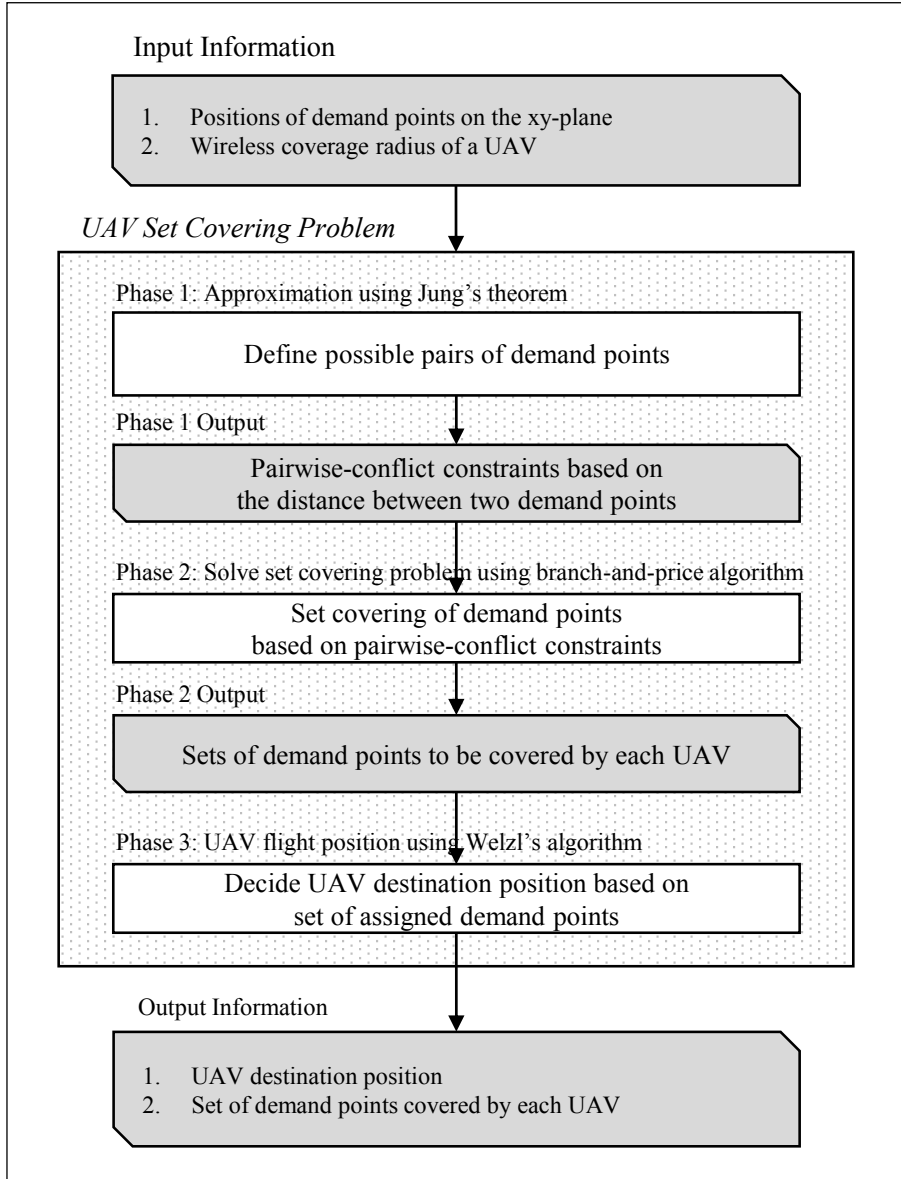 Input Information
1. Positions of demand points on the xy-plane
2. Wireless coverage radius of a UAV
UAV Set Covering Problem
Phase 1: Approximation using Jung’s theorem
Define possible pairs of demand points
Phase 1 Output
Pairwise-conflict constraints based on
the distance between two demand points
Phase 2: Solve set covering problem using branch-and-price algorithm
Set covering of demand points
based on pairwise-conflict constraints
Phase 2 Output
Sets of demand points to be covered by each UAV
Phase 3: UAV flight position using Welzl’s algorithm
Decide UAV destination position based on
set of assigned demand points
Output Information
1. UAV destination position
2. Set of demand points covered by each UAV